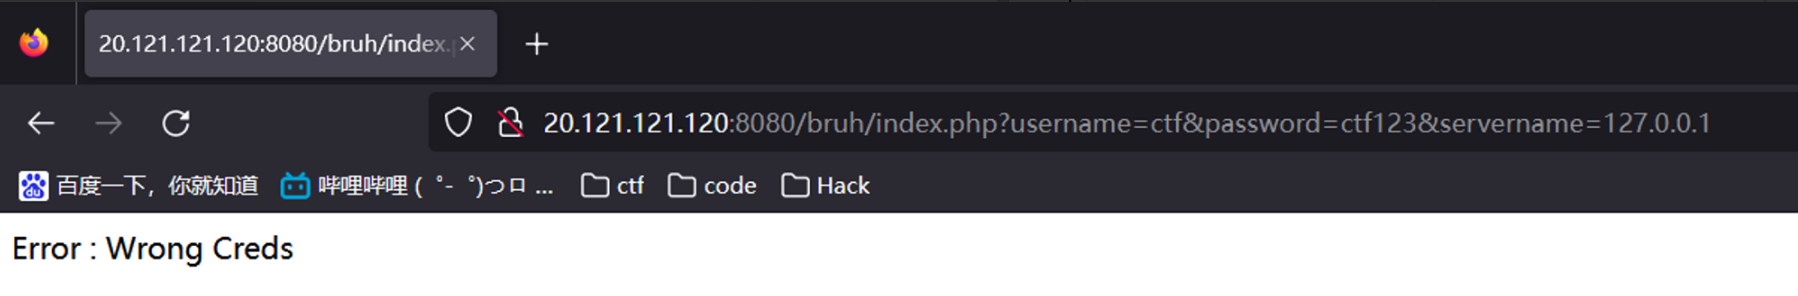 20.121.121.120:8080/bruh/index.p
20.121.121.120:8080/bruh/index.php?username=ctf&password=ctf123&servername=127.0.0.1
du 百度一下，你就知道 哔哩哔哩 (゜-゜)つロ ... ctf code Hack
Error : Wrong Creds